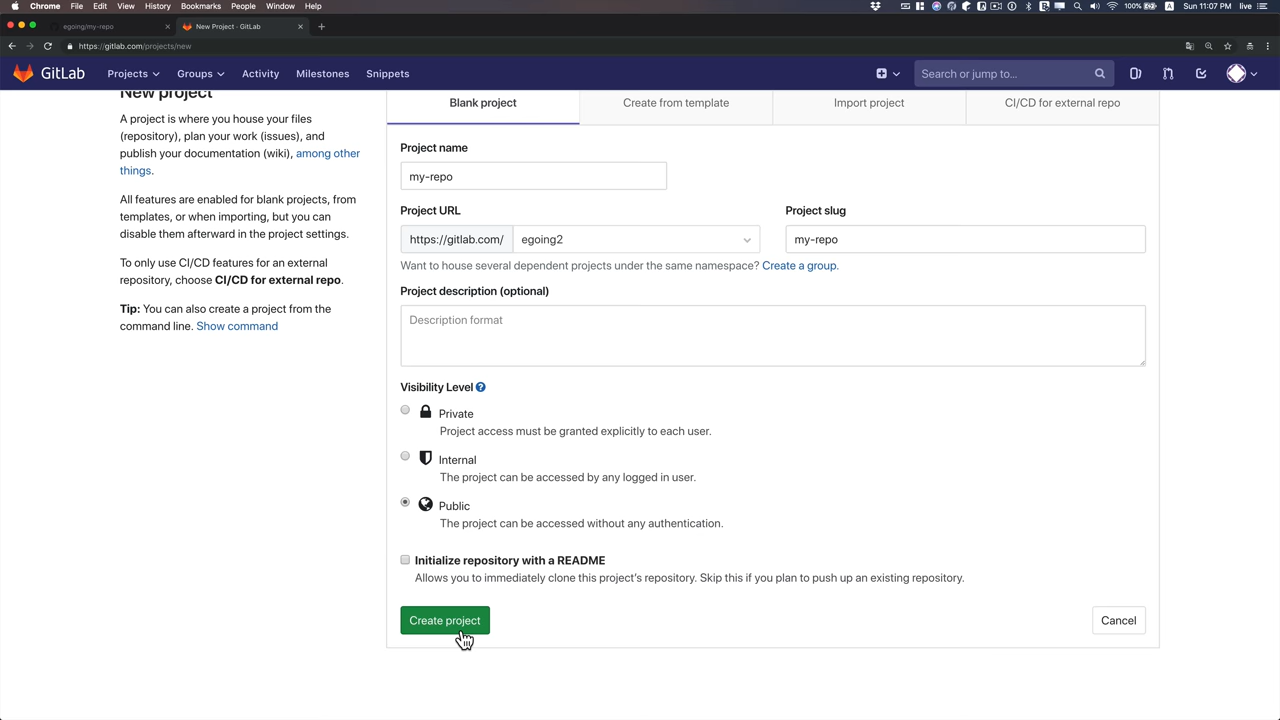 Chrome File Edit View History Bookmarks People Window Help 100% Sun 11:07 PM live
egoing/my-repo
New Project · GitLab
https://gitlab.com/projects/new
GitLab Projects Groups Activity Milestones Snippets Search or jump to...
New project
A project is where you house your files
(repository), plan your work (issues), and
publish your documentation (wiki), among other
things.
All features are enabled for blank projects, from
templates, or when importing, but you can
disable them afterward in the project settings.
To only use CI/CD features for an external
repository, choose CI/CD for external repo.
Tip: You can also create a project from the
command line. Show command
Blank project Create from template Import project CI/CD for external repo
Project name
my-repo
Project URL Project slug
https://gitlab.com/ egoing2 my-repo
Want to house several dependent projects under the same namespace? Create a group.
Project description (optional)
Description format
Visibility Level
Private
Project access must be granted explicitly to each user.
Internal
The project can be accessed by any logged in user.
Public
The project can be accessed without any authentication.
Initialize repository with a README
Allows you to immediately clone this project's repository. Skip this if you plan to push up an existing repository.
Create project Cancel